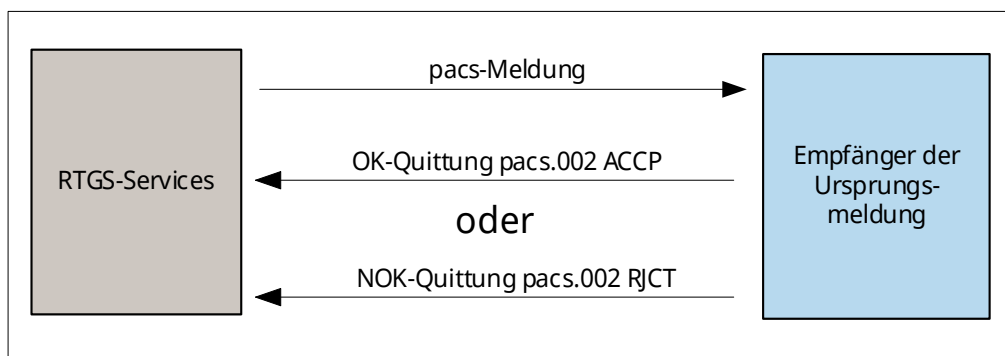 pacs-Meldung
RTGS-Services
OK-Quittung pacs.002 ACCP
oder
NOK-Quittung pacs.002 RJCT
Empfänger der
Ursprungs-
meldung